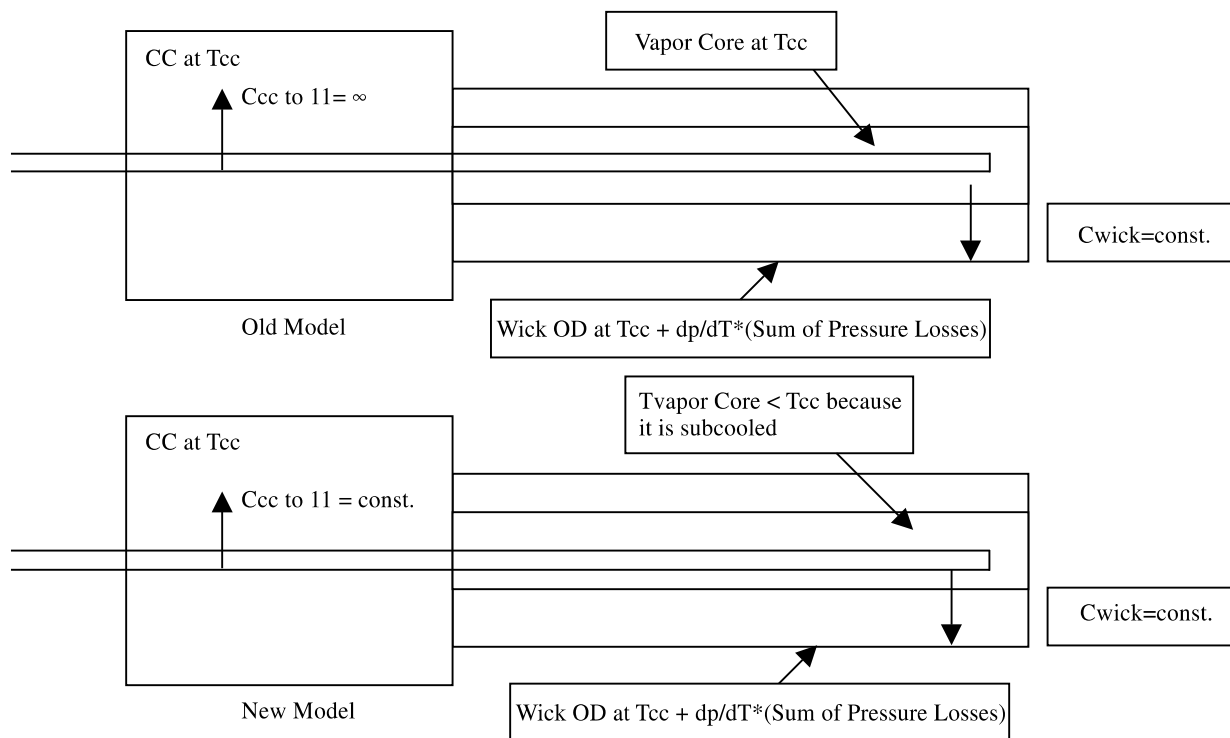 Vapor Core at Tcc
CC at Tcc
Ccc to 11= ∞
Cwick=const.
Wick OD at Tcc + dp/dT*(Sum of Pressure Losses)
Old Model
Tvapor Core < Tcc because
it is subcooled
CC at Tcc
Ccc to 11 = const.
Cwick=const.
Wick OD at Tcc + dp/dT*(Sum of Pressure Losses)
New Model